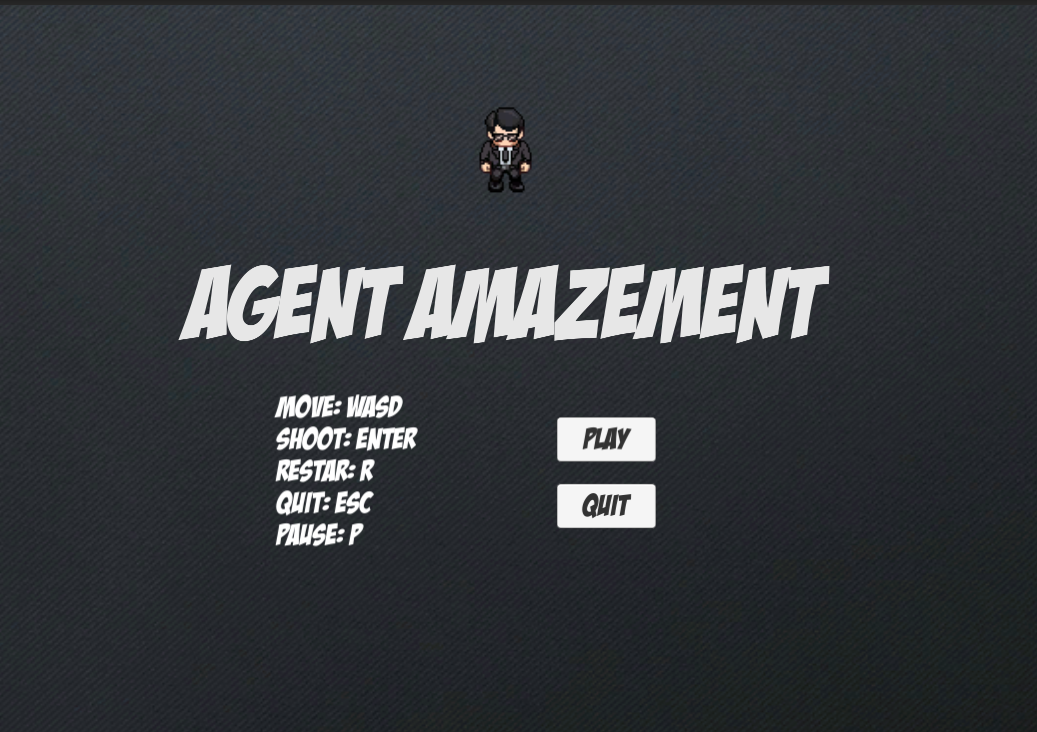 AGENT AMAZEMENT
MOVE: WASD
SHOOT: ENTER
RESTAR: R
QUIT: ESC
PAUSE: P
PLAY
QUIT